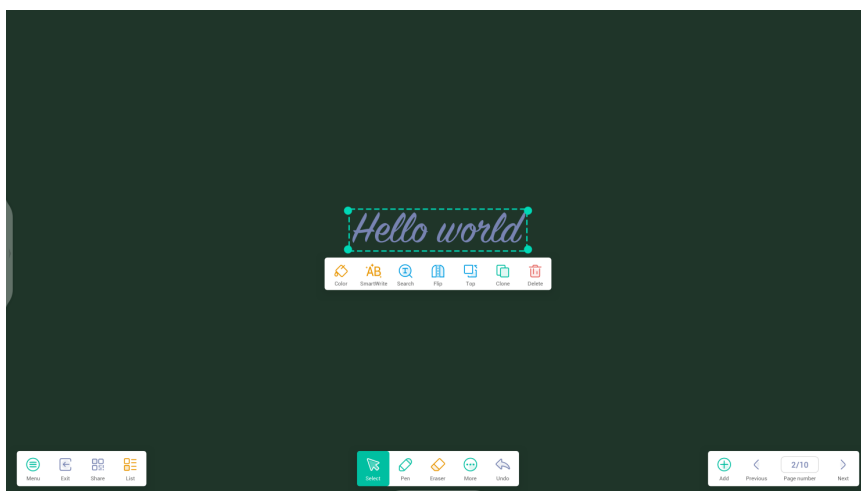 Hello world
Color SmartWrite Search Flip Top Clone Delete
Menu Exit Share List Select Pen Eraser More Undo Add Previous 2/10 Page number Next